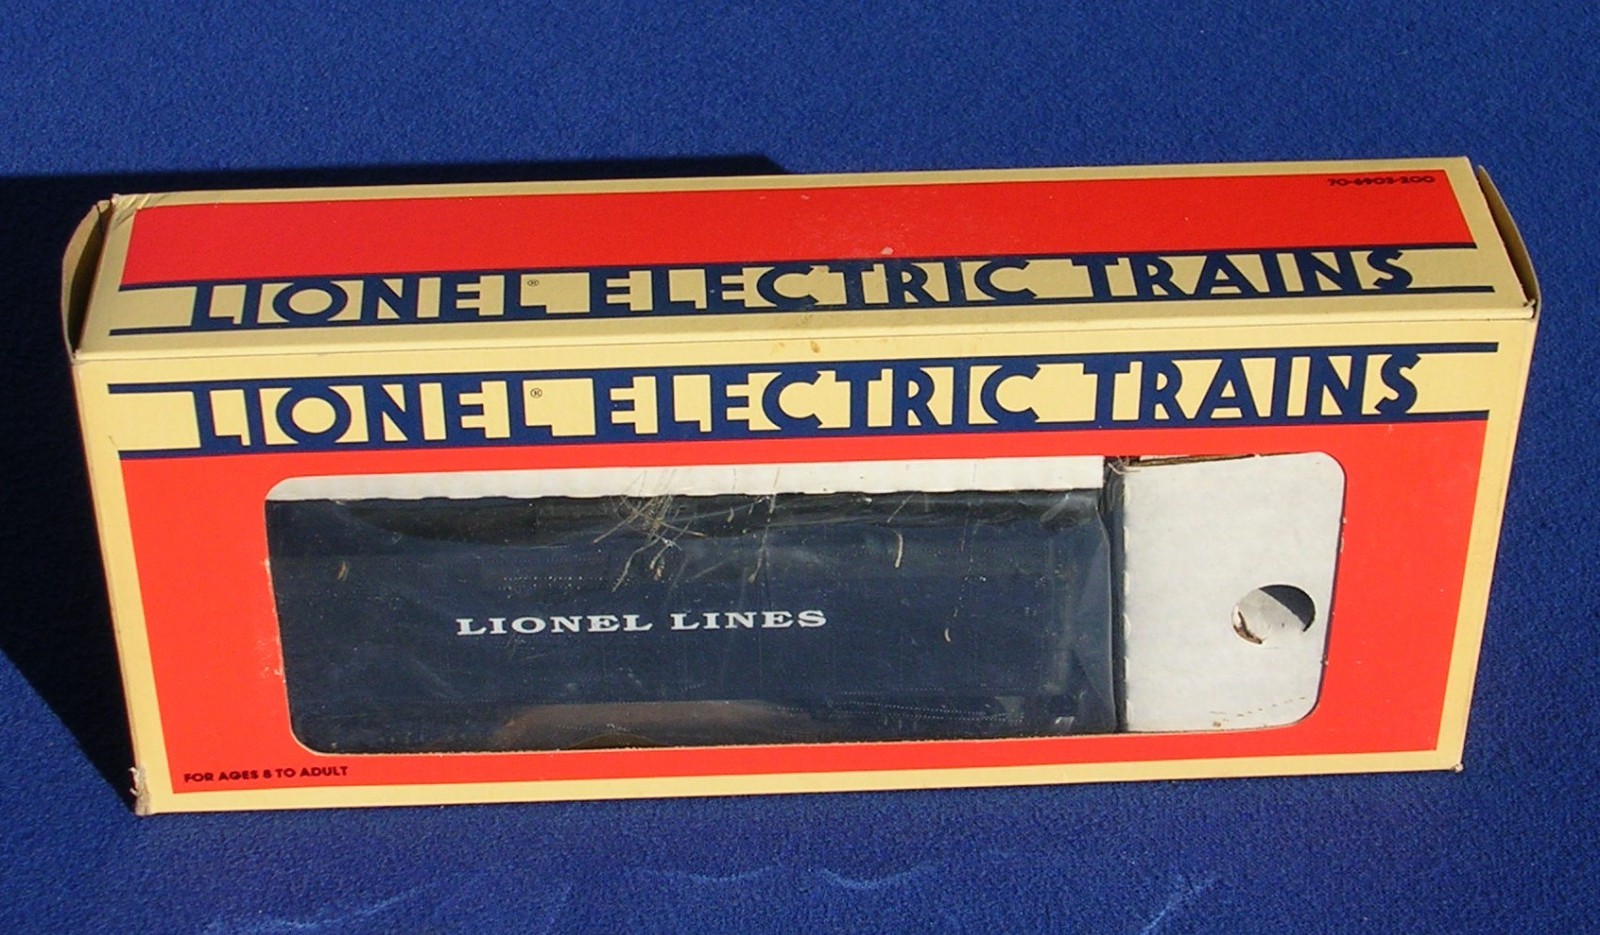 70-6903-200
LIONEL® ELECTRIC TRAINS
LIONEL® ELECTRIC TRAINS
LIONEL LINES
FOR AGES 8 TO ADULT